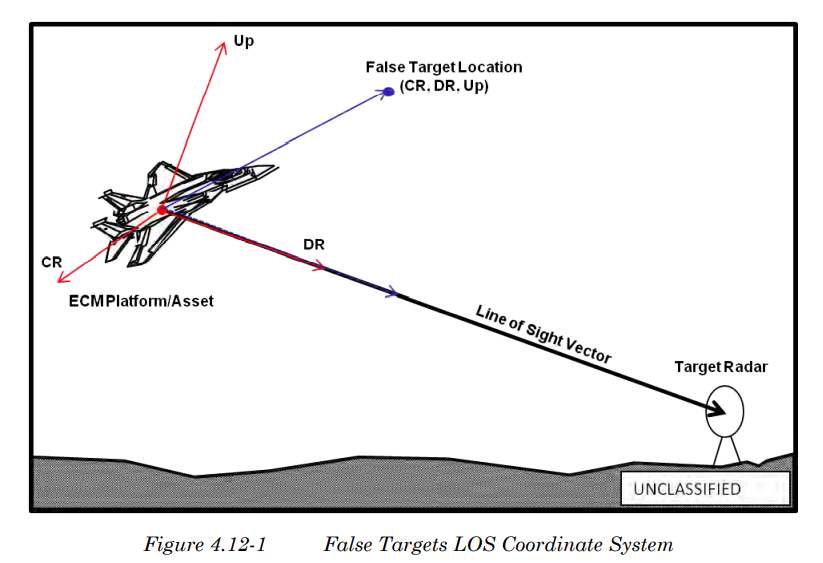 Up
False Target Location
(CR, DR, Up)
DR
CR
ECM Platform/Asset
Line of Sight Vector
Target Radar
UNCLASSIFIED
Figure 4.12-1 False Targets LOS Coordinate System